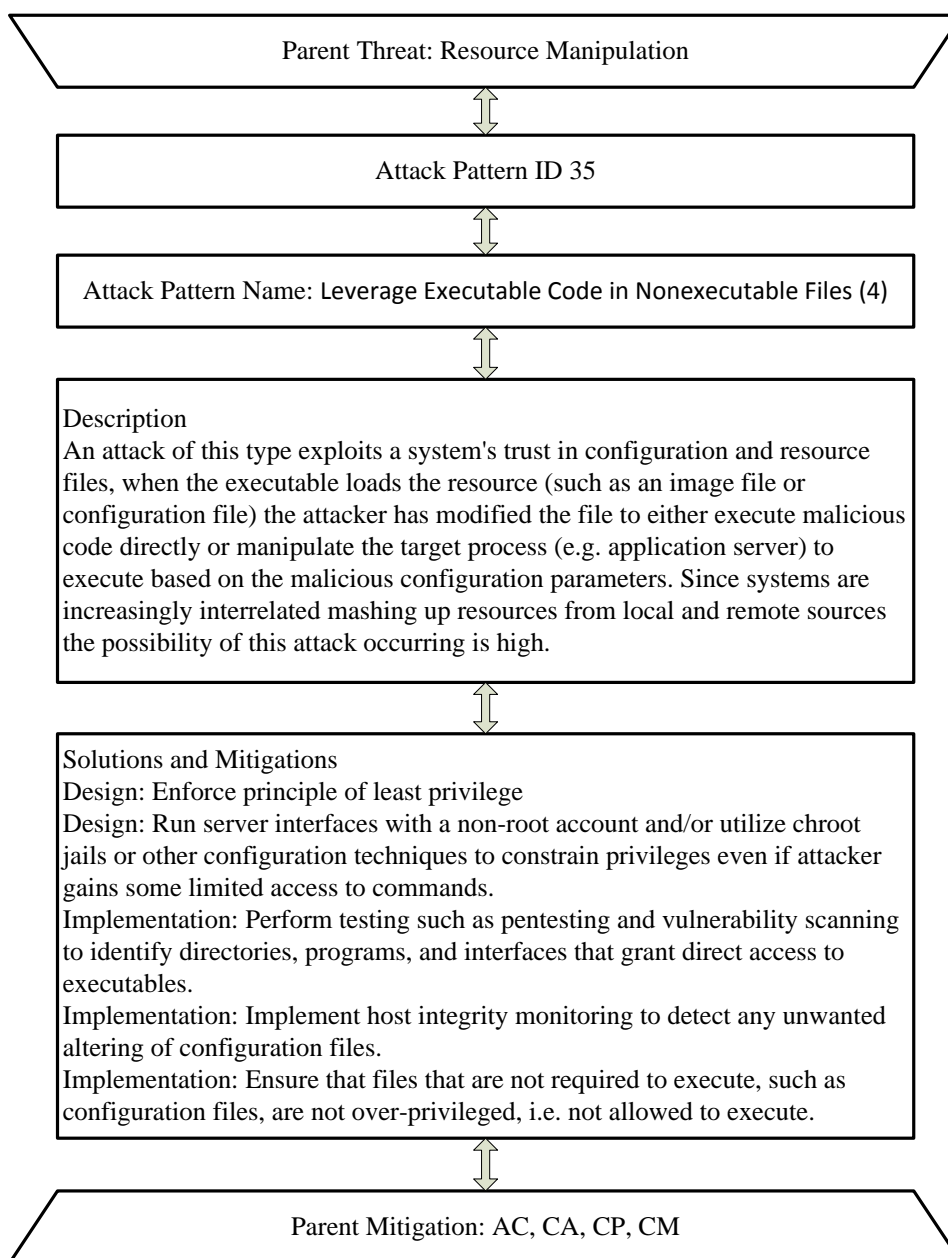 Parent Threat: Resource Manipulation
Attack Pattern ID 35
Attack Pattern Name: Leverage Executable Code in Nonexecutable Files (4)
Description
An attack of this type exploits a system's trust in configuration and resource
files, when the executable loads the resource (such as an image file or
configuration file) the attacker has modified the file to either execute malicious
code directly or manipulate the target process (e.g. application server) to
execute based on the malicious configuration parameters. Since systems are
increasingly interrelated mashing up resources from local and remote sources
the possibility of this attack occurring is high.
Solutions and Mitigations
Design: Enforce principle of least privilege
Design: Run server interfaces with a non-root account and/or utilize chroot
jails or other configuration techniques to constrain privileges even if attacker
gains some limited access to commands.
Implementation: Perform testing such as pentesting and vulnerability scanning
to identify directories, programs, and interfaces that grant direct access to
executables.
Implementation: Implement host integrity monitoring to detect any unwanted
altering of configuration files.
Implementation: Ensure that files that are not required to execute, such as
configuration files, are not over-privileged, i.e. not allowed to execute.
Parent Mitigation: AC, CA, CP, CM